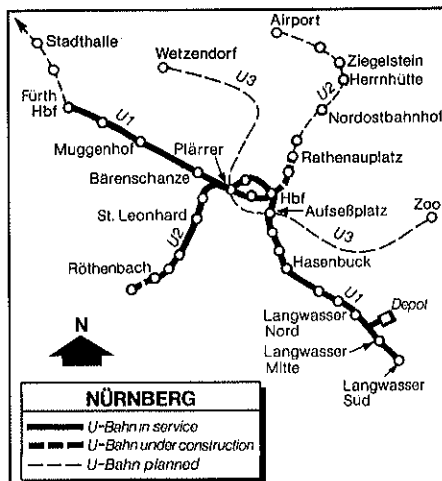 Airport
Stadthalle
Wetzendorf
Ziegelstein
U3
U2
Herrnhütte
Fürth
Hbf
U1
Nordostbahnhof
Plärrer
Muggenhof
Rathenauplatz
Bärenschanze
Hbf
Zoo
St. Leonhard
Aufseßplatz
U2
U3
Röthenbach
Hasenbuck
U1
Depot
Langwasser
Nord
N
Langwasser
Mitte
Langwasser
Süd
NÜRNBERG
U-Bahn in service
U-Bahn under construction
U-Bahn planned